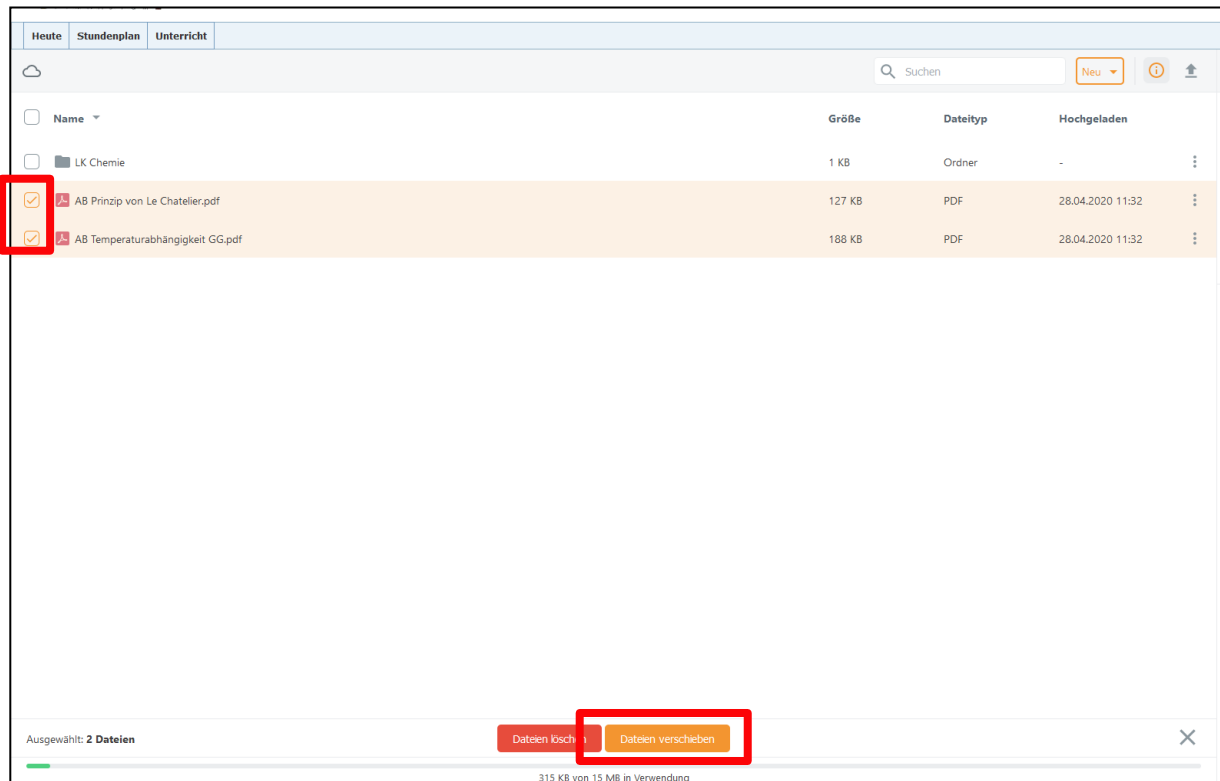 Heute Stundenplan Unterricht
Suchen Neu
Name Größe Dateityp Hochgeladen
LK Chemie 1 KB Ordner -
AB Prinzip von Le Chatelier.pdf 127 KB PDF 28.04.2020 11:32
AB Temperaturabhängigkeit GG.pdf 188 KB PDF 28.04.2020 11:32
Ausgewählt: 2 Dateien Dateien löschen Dateien verschieben
315 KB von 15 MB in Verwendung